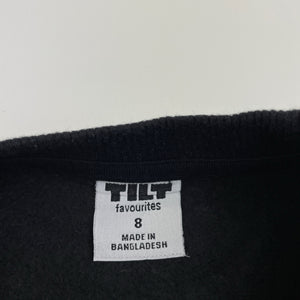 TILT
favourites
8
MADE IN
BANGLADESH